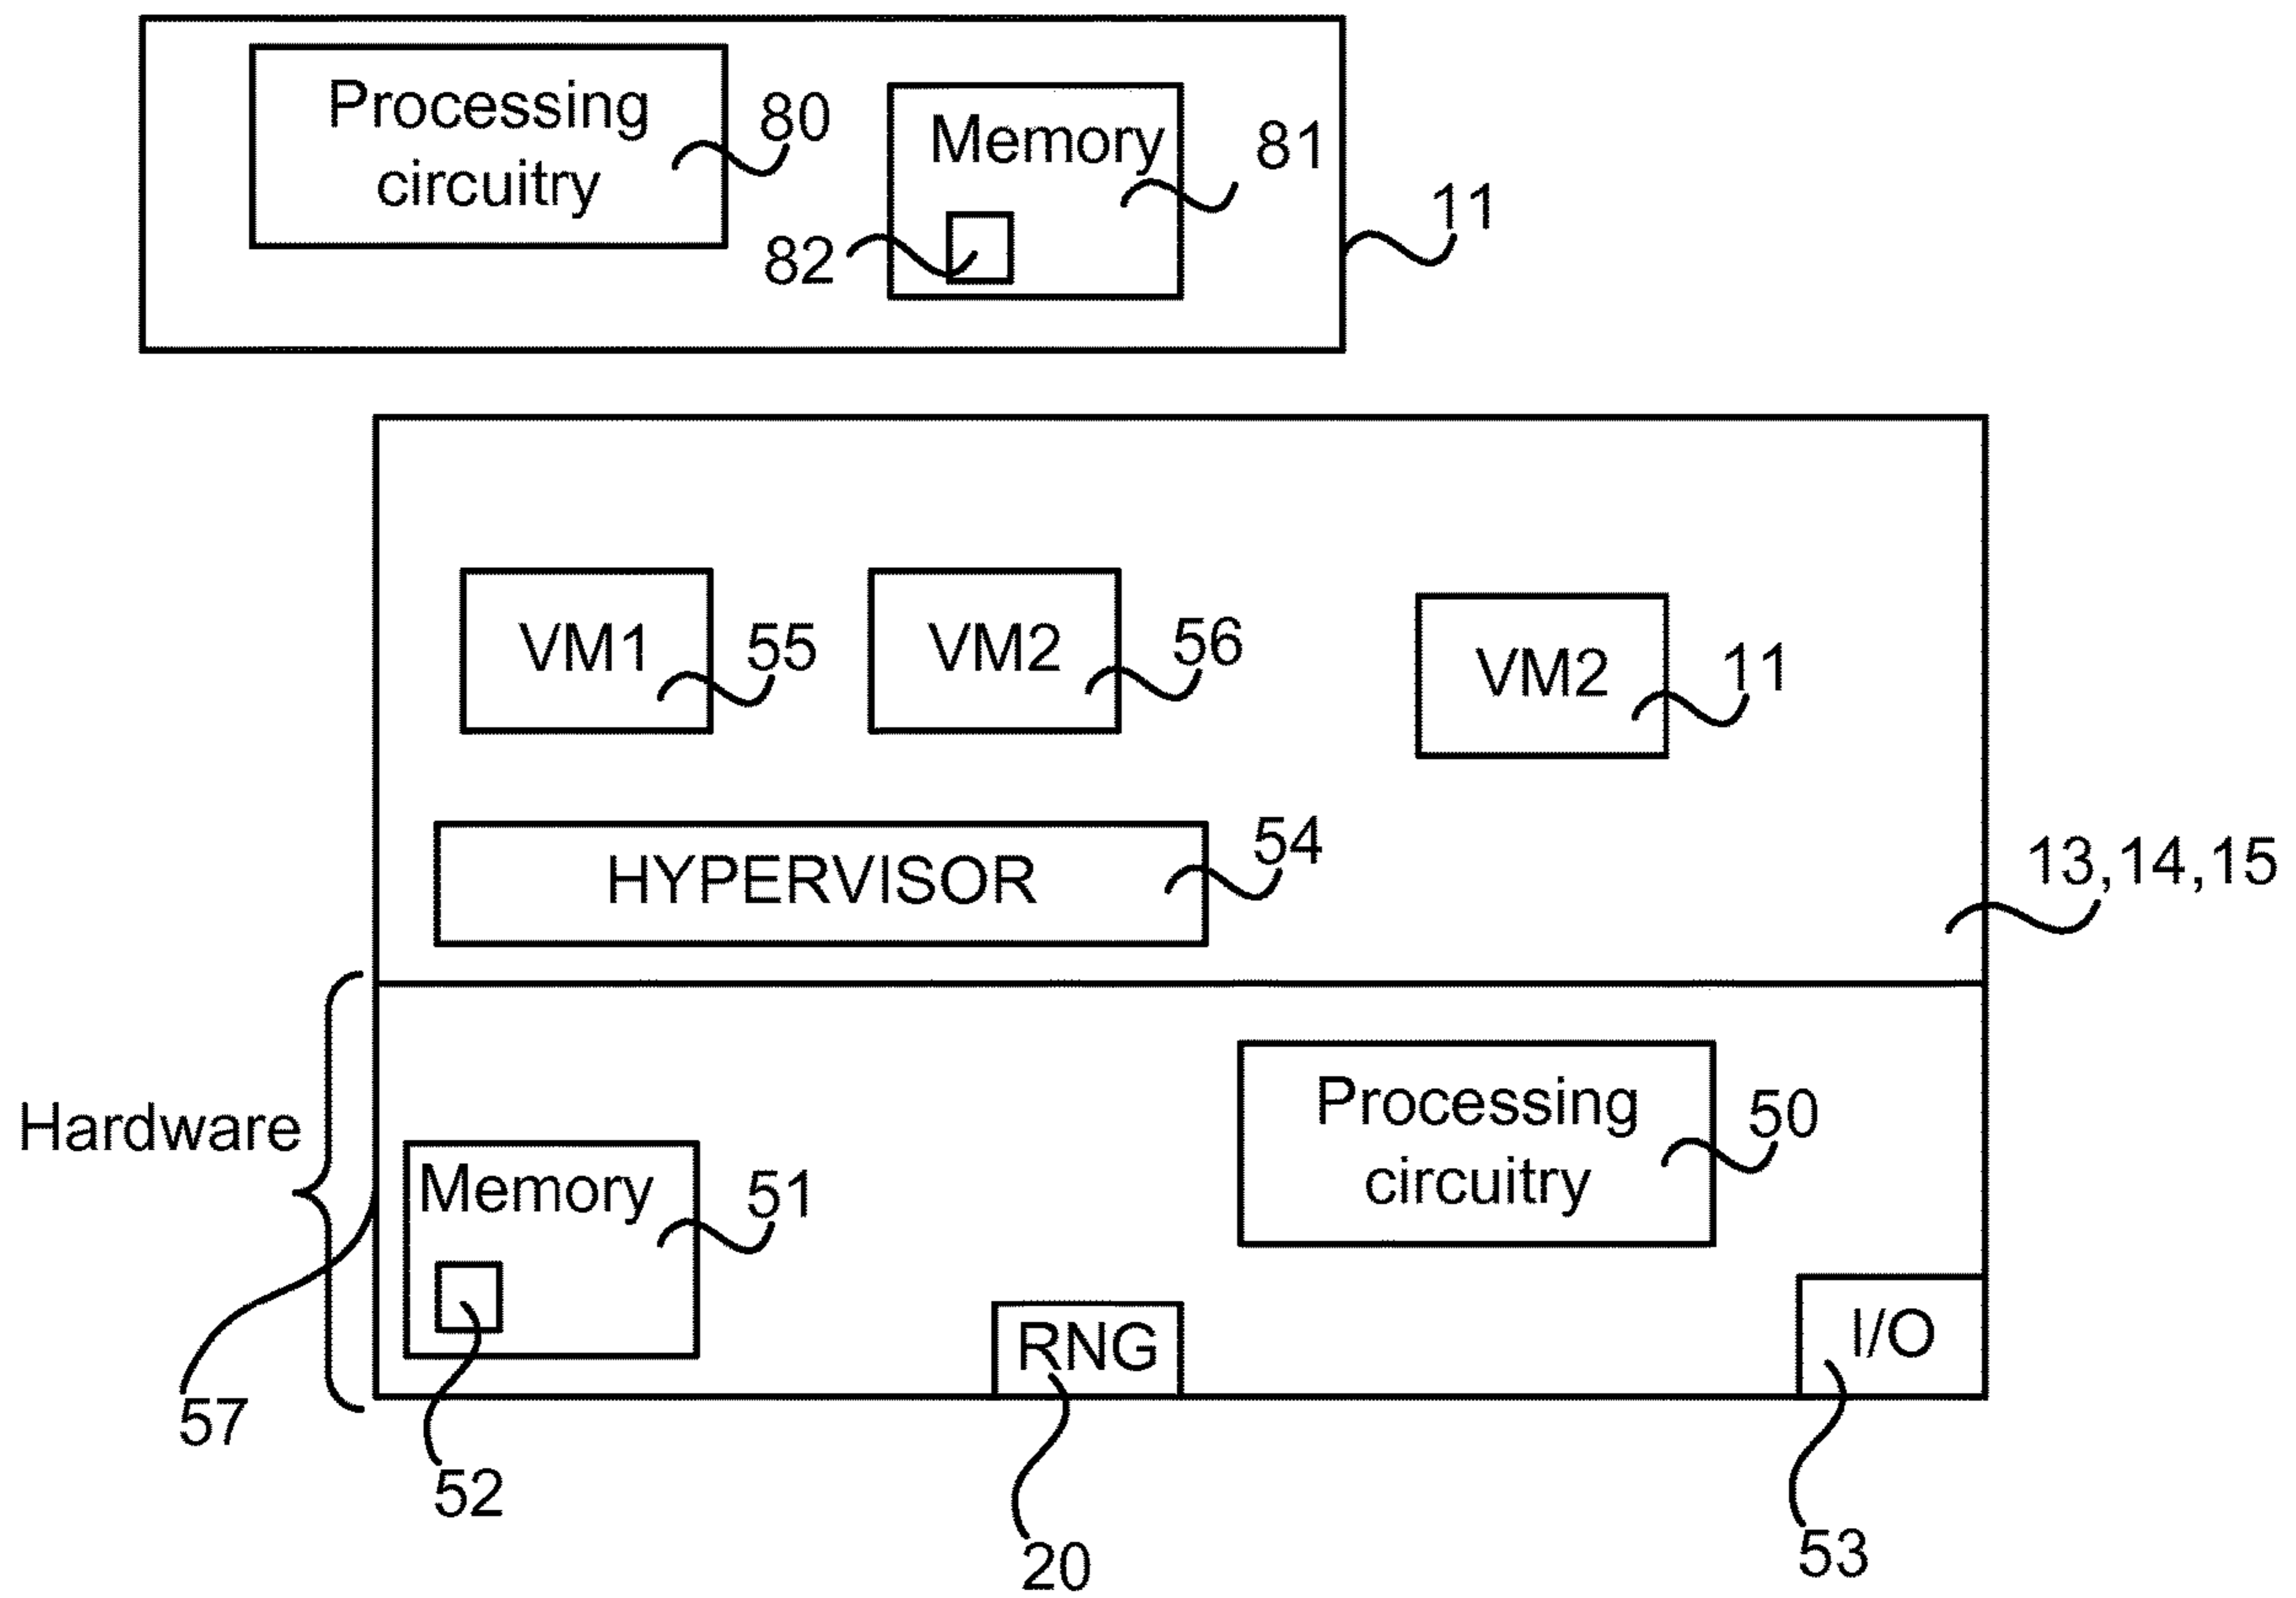 Processing
circuitry
80
Memory
81
82
11
VM1
55
VM2
56
VM2
11
HYPERVISOR
54
13,14,15
Hardware
Processing
circuitry
50
Memory
51
RNG
I/O
57
52
20
53